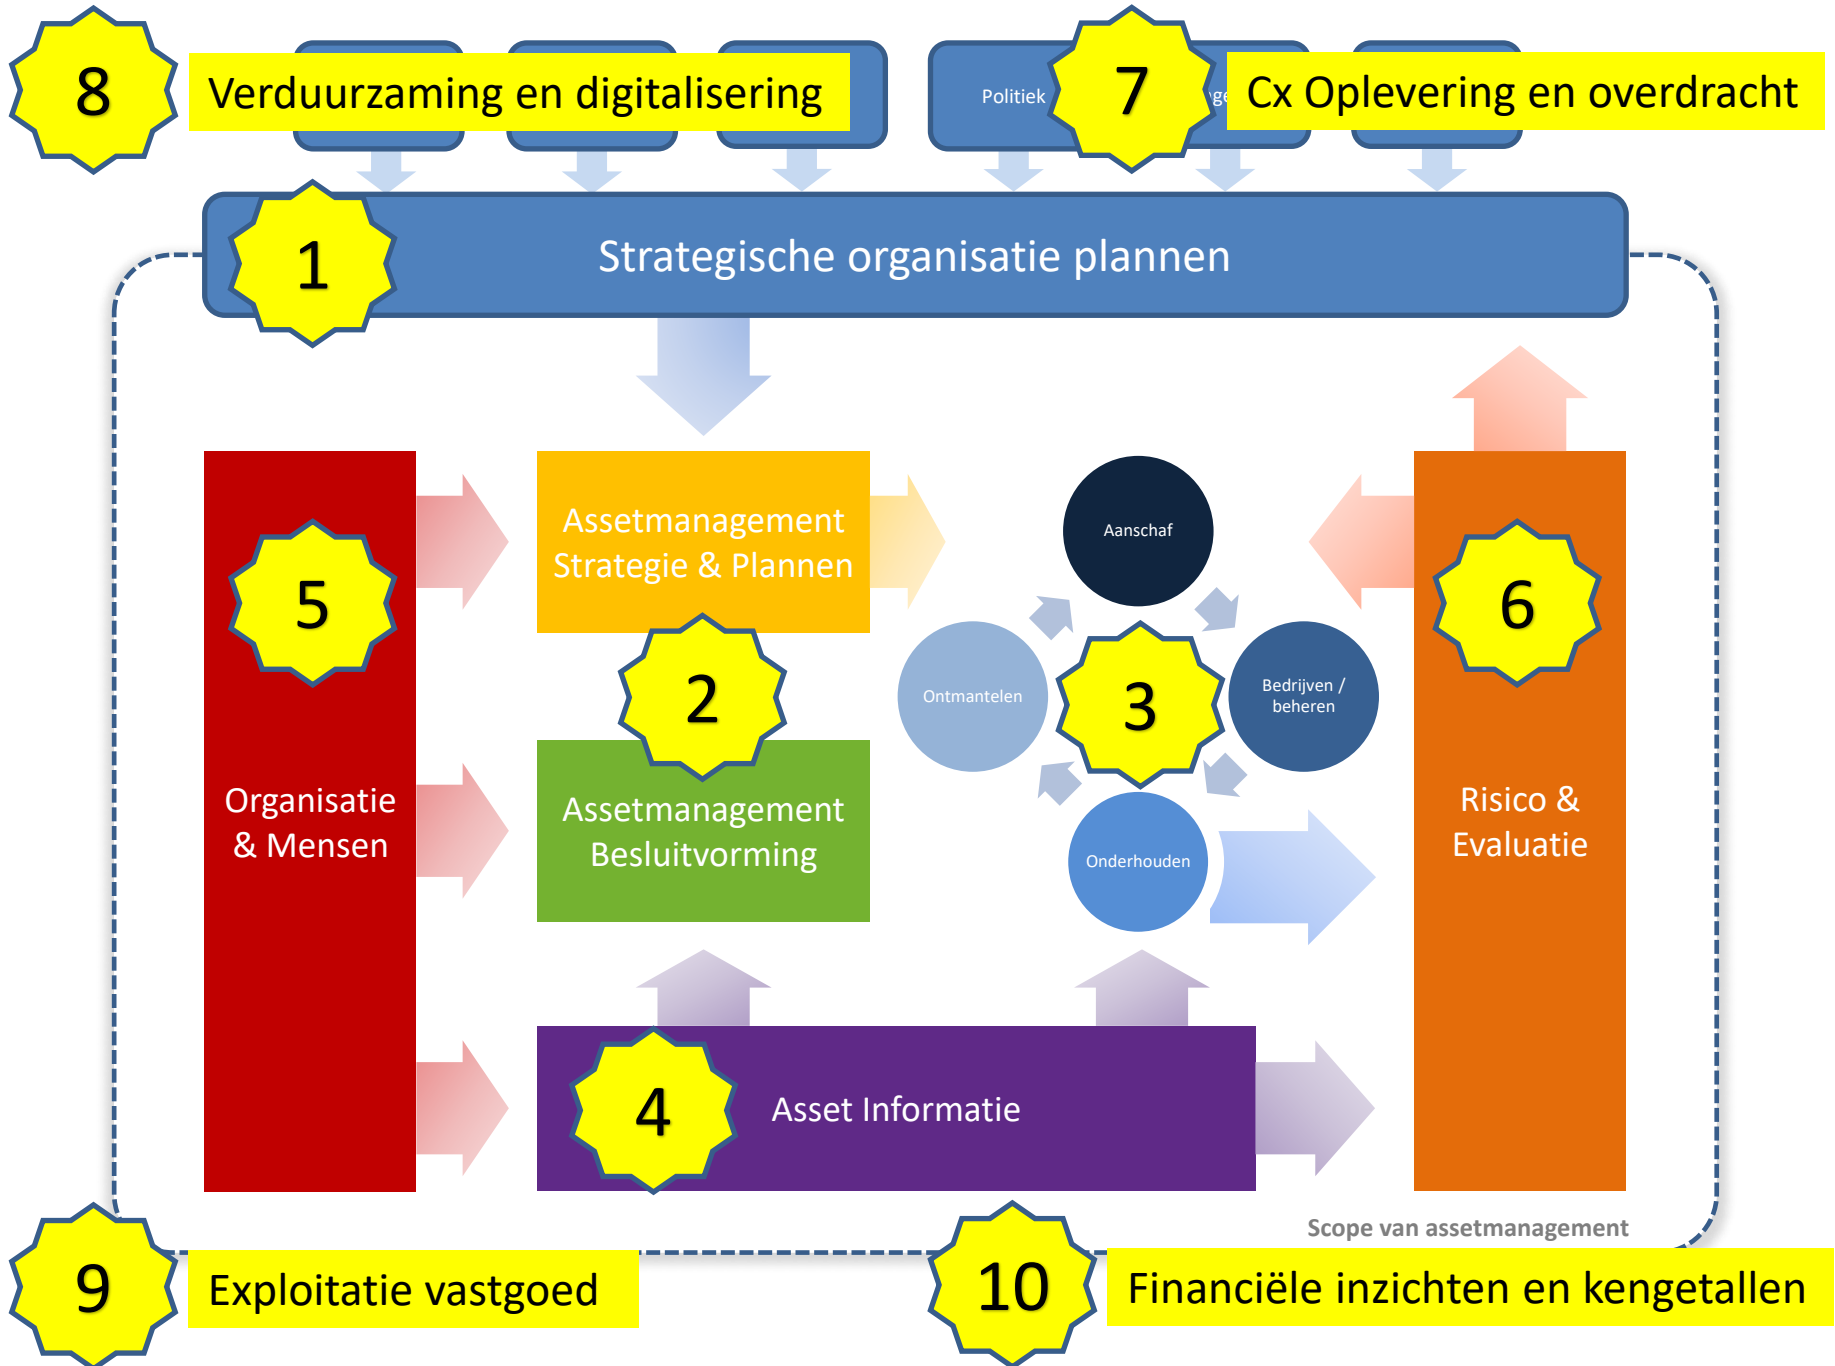 8
Verduurzaming en digitalisering
Politiek
7
Cx Oplevering en overdracht
1
Strategische organisatie plannen
5
Organisatie
& Mensen
Assetmanagement
Strategie & Plannen
2
Assetmanagement
Besluitvorming
Aanschaf
Ontmantelen
3
Bedrijven /
beheren
Onderhouden
6
Risico &
Evaluatie
4
Asset Informatie
Scope van assetmanagement
9
Exploitatie vastgoed
10
Financiële inzichten en kengetallen